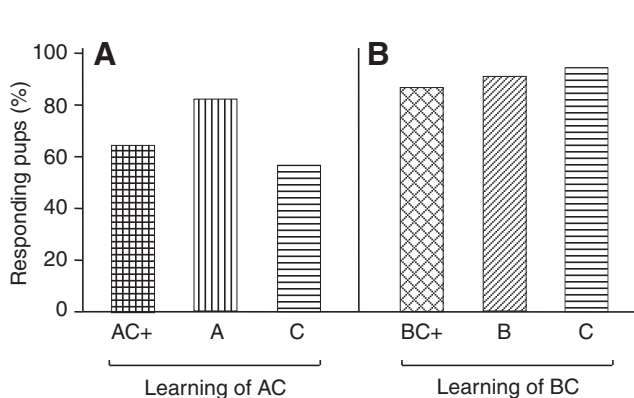 A B
Responding pups (%)
100
80
60
40
20
0
AC+ A C BC+ B C
Learning of AC Learning of BC